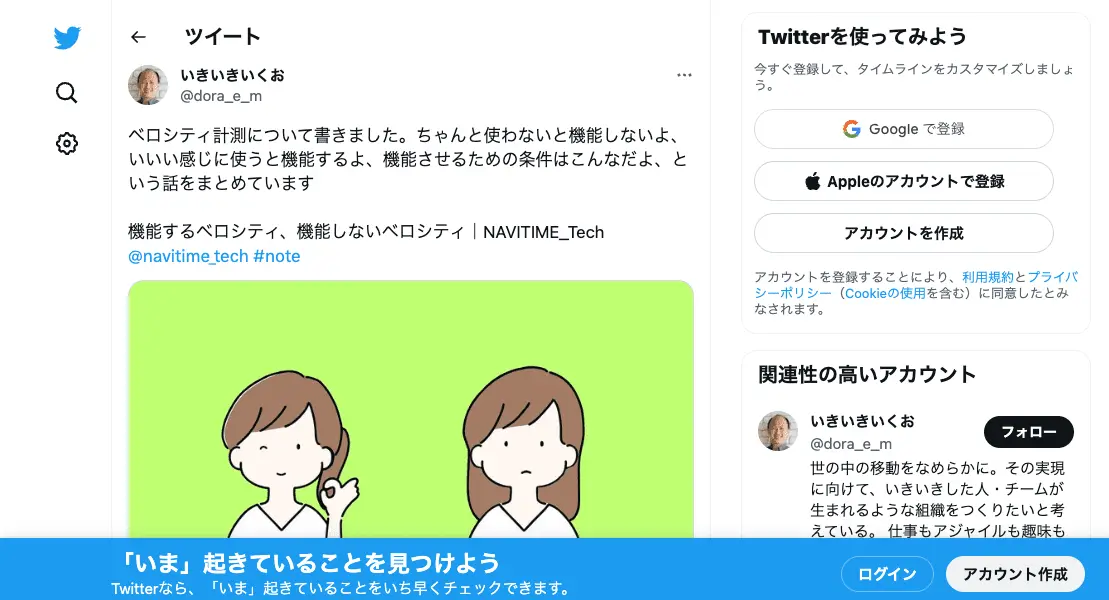 ツイート
いきいきいくお
@dora_e_m
ベロシティ計測について書きました。ちゃんと使わないと機能しないよ、
いいい感じに使うと機能するよ、機能させるための条件はこんなだよ、と
いう話をまとめています
機能するベロシティ、機能しないベロシティ｜NAVITIME_Tech
@navitime_tech #note
Twitterを使ってみよう
今すぐ登録して、タイムラインをカスタマイズしましょ
う。
Google で登録
Appleのアカウントで登録
アカウントを作成
アカウントを登録することにより、利用規約とプライバ
シーポリシー（Cookieの使用を含む）に同意したとみ
なされます。
関連性の高いアカウント
いきいきいくお
@dora_e_m
フォロー
世の中の移動をなめらかに。その実現
に向けて、いきいきした人・チームが
生まれるような組織をつくりたいと考
えている。 仕事もアジャイルも趣味も
「いま」起きていることを見つけよう
Twitterなら、「いま」起きていることをいち早くチェックできます。
ログイン
アカウント作成